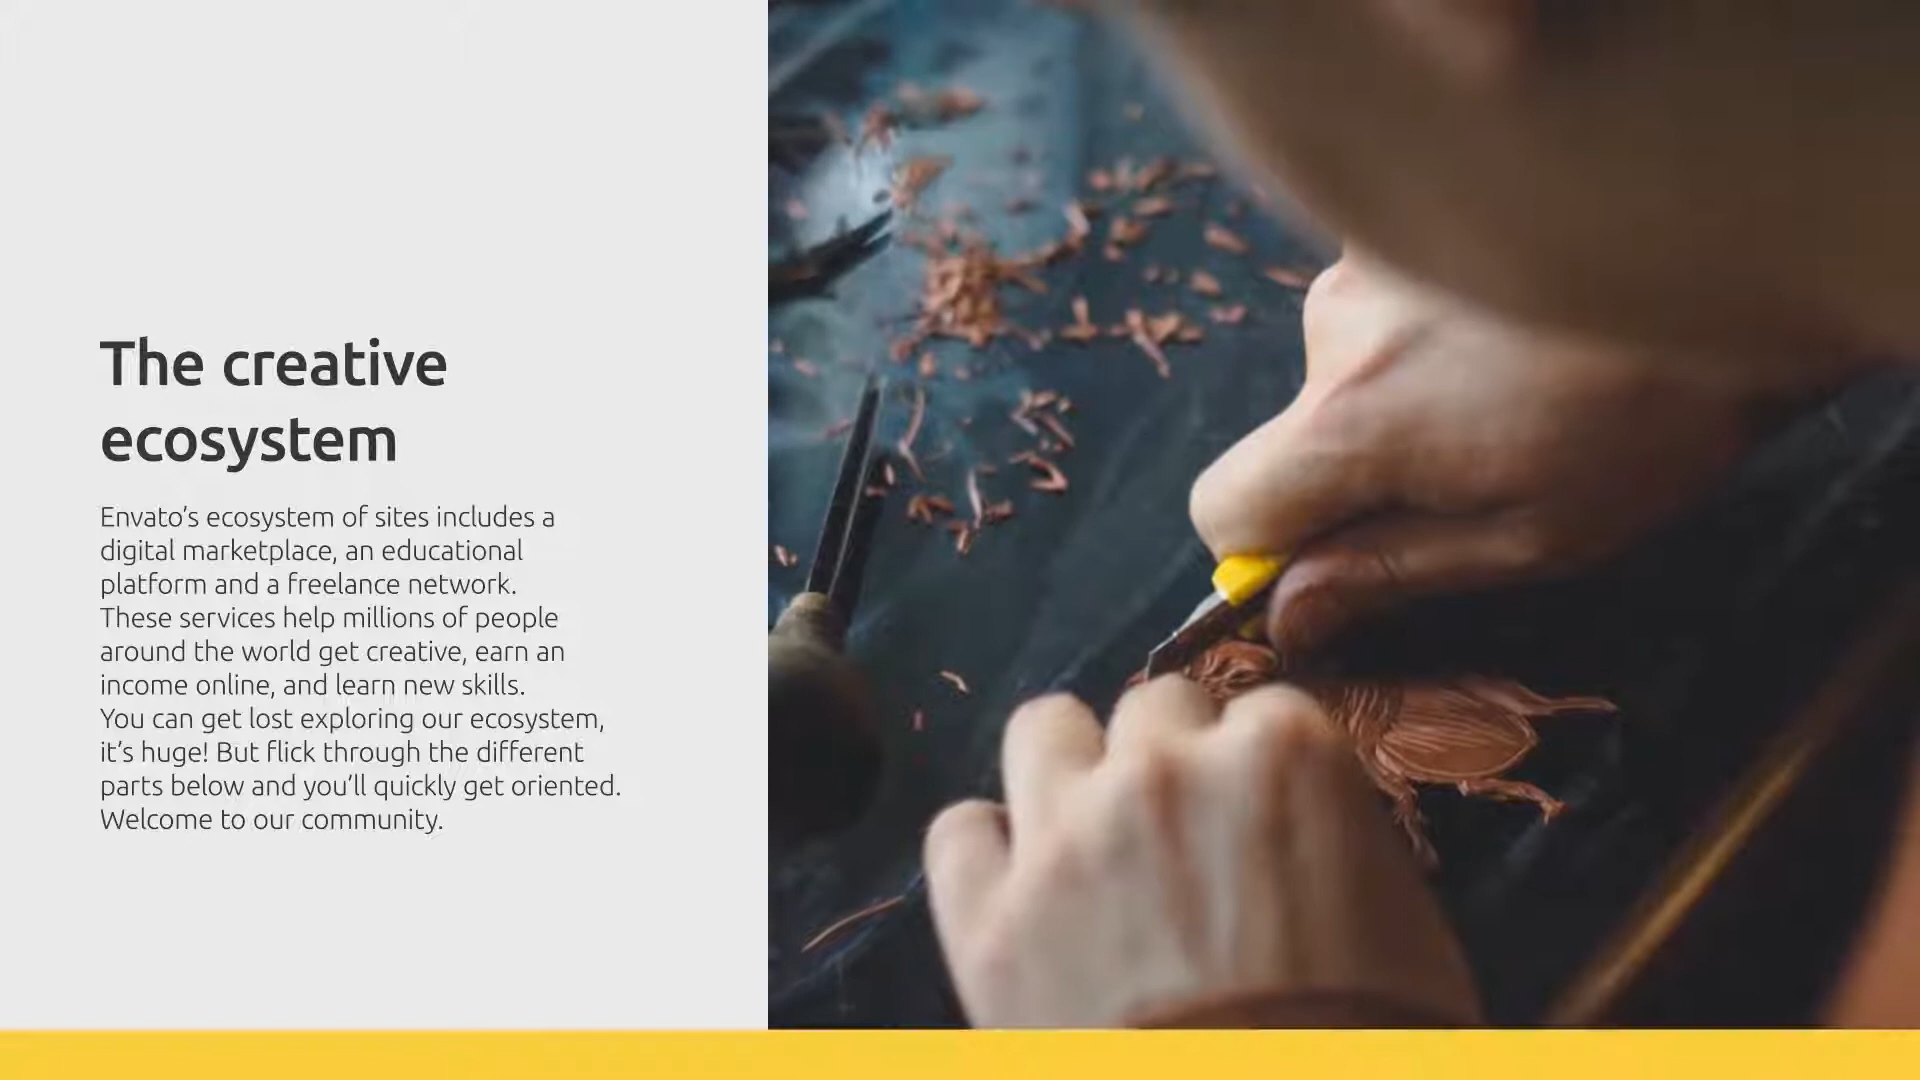 The creative
ecosystem
Envato’s ecosystem of sites includes a
digital marketplace, an educational
platform and a freelance network.
These services help millions of people
around the world get creative, earn an
income online, and learn new skills.
You can get lost exploring our ecosystem,
it’s huge! But flick through the different
parts below and you’ll quickly get oriented.
Welcome to our community.